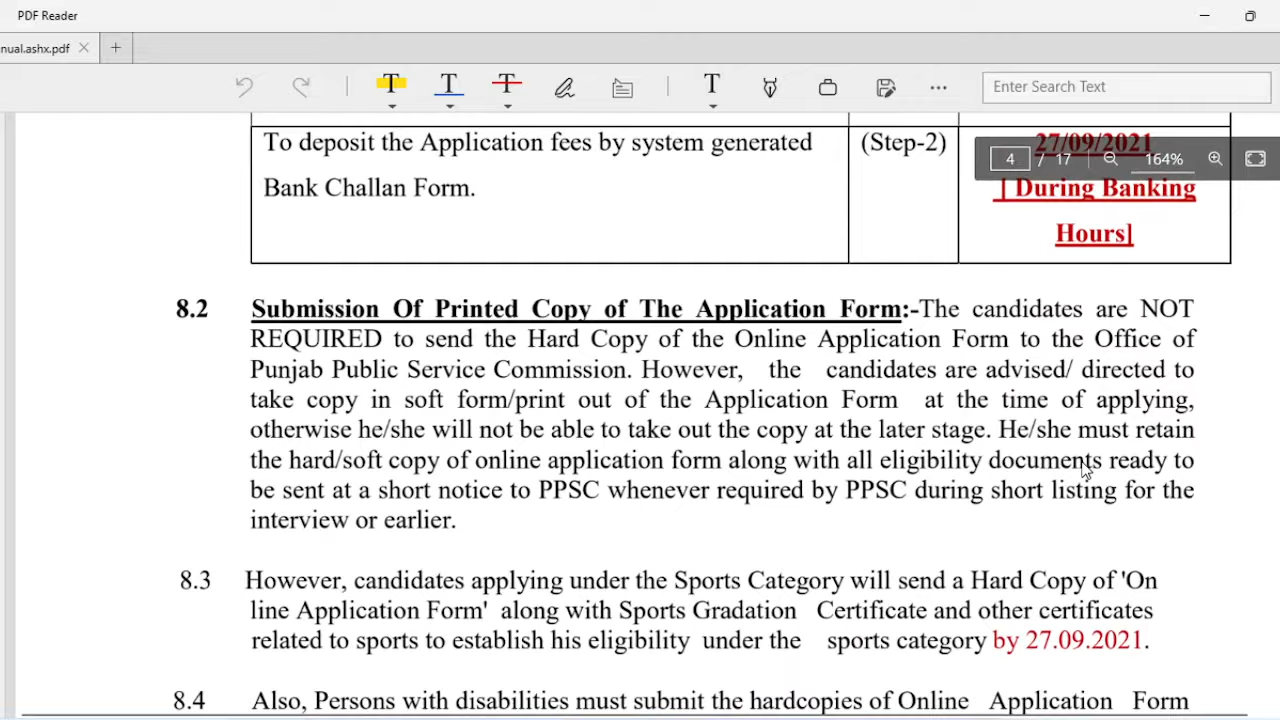 PDF Reader
nual.ashx.pdf
Enter Search Text
To deposit the Application fees by system generated
Bank Challan Form.
(Step-2)
27/09/2021
[ During Banking
Hours]
4 / 17 164%
8.2 Submission Of Printed Copy of The Application Form:-The candidates are NOT
REQUIRED to send the Hard Copy of the Online Application Form to the Office of
Punjab Public Service Commission. However, the candidates are advised/ directed to
take copy in soft form/print out of the Application Form at the time of applying,
otherwise he/she will not be able to take out the copy at the later stage. He/she must retain
the hard/soft copy of online application form along with all eligibility documents ready to
be sent at a short notice to PPSC whenever required by PPSC during short listing for the
interview or earlier.
8.3 However, candidates applying under the Sports Category will send a Hard Copy of 'On
line Application Form' along with Sports Gradation Certificate and other certificates
related to sports to establish his eligibility under the sports category by 27.09.2021.
8.4 Also, Persons with disabilities must submit the hardcopies of Online Application Form